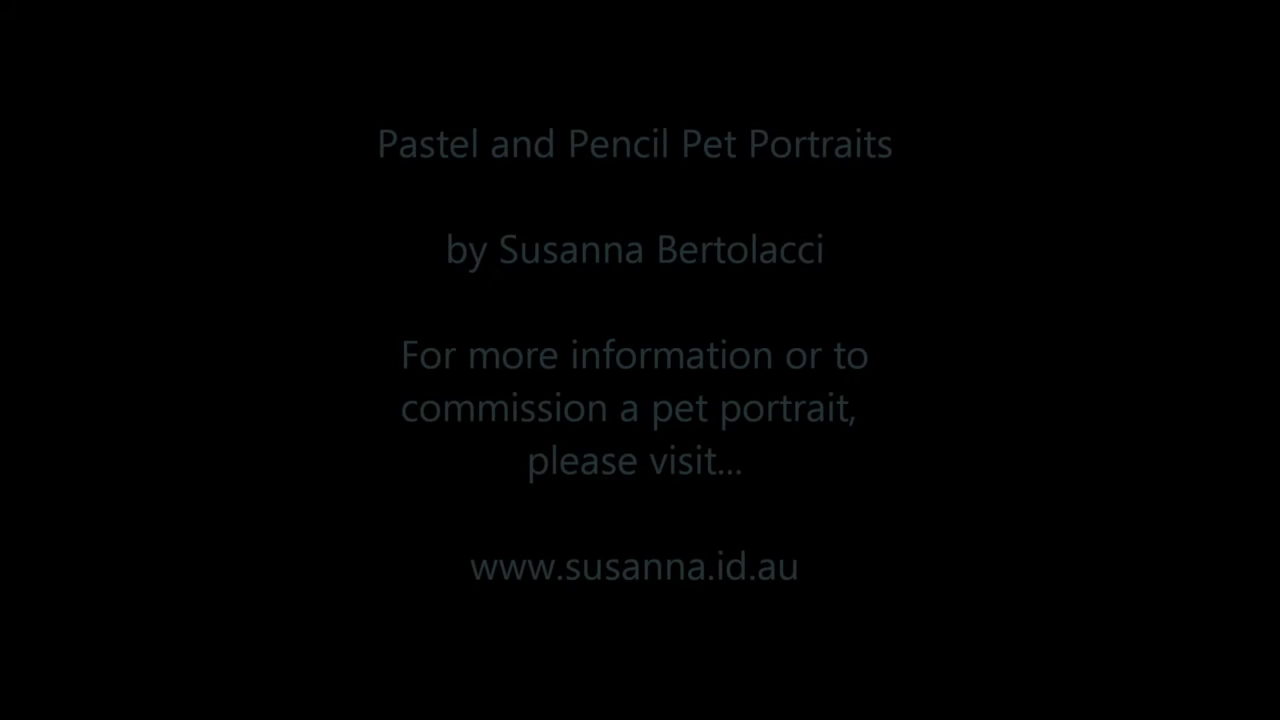 Pastel and Pencil Pet Portraits
by Susanna Bertolacci
For more information or to
commission a pet portrait,
please visit...
www.susanna.id.au